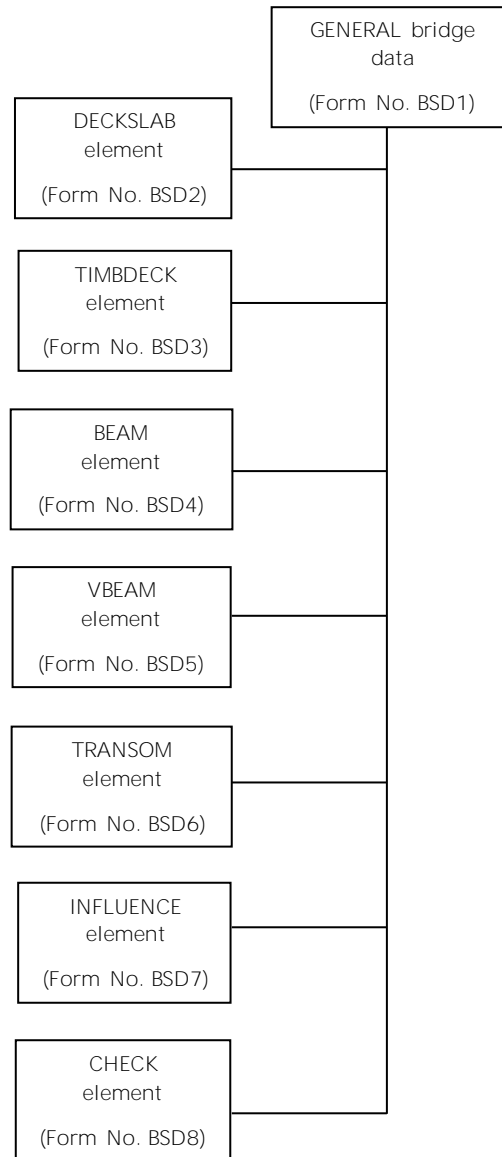 GENERAL bridge
data
(Form No. BSD1)
DECKSLAB
element
(Form No. BSD2)
TIMBDECK
element
(Form No. BSD3)
BEAM
element
(Form No. BSD4)
VBEAM
element
(Form No. BSD5)
TRANSOM
element
(Form No. BSD6)
INFLUENCE
element
(Form No. BSD7)
CHECK
element
(Form No. BSD8)